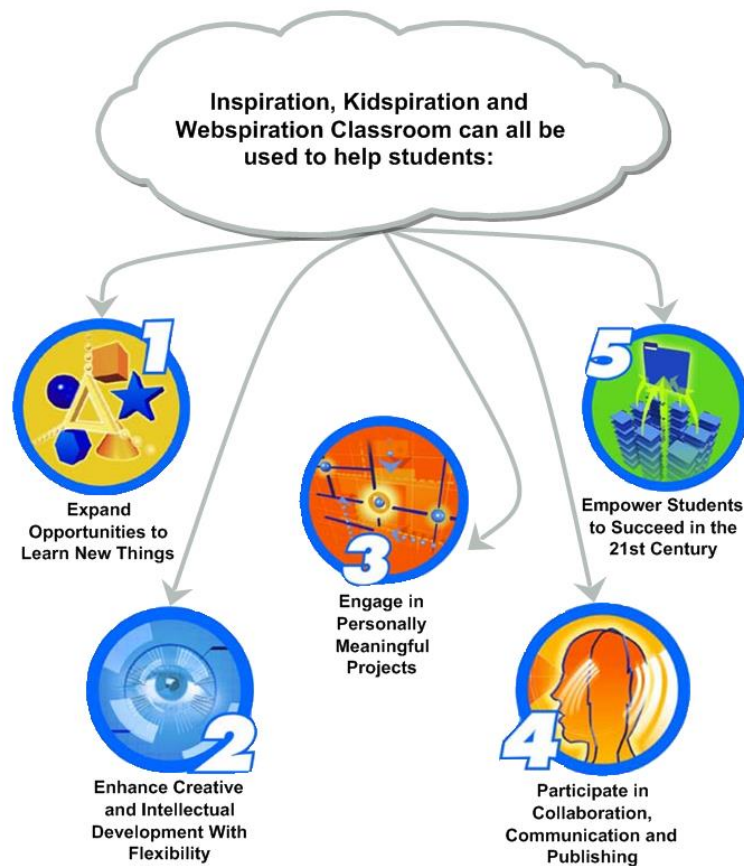 Inspiration, Kidspiration and
Webspiration Classroom can all be
used to help students:
1
Expand
Opportunities to
Learn New Things
2
Enhance Creative
and Intellectual
Development With
Flexibility
3
Engage in
Personally
Meaningful
Projects
4
Participate in
Collaboration,
Communication and
Publishing
5
Empower Students
to Succeed in the
21st Century